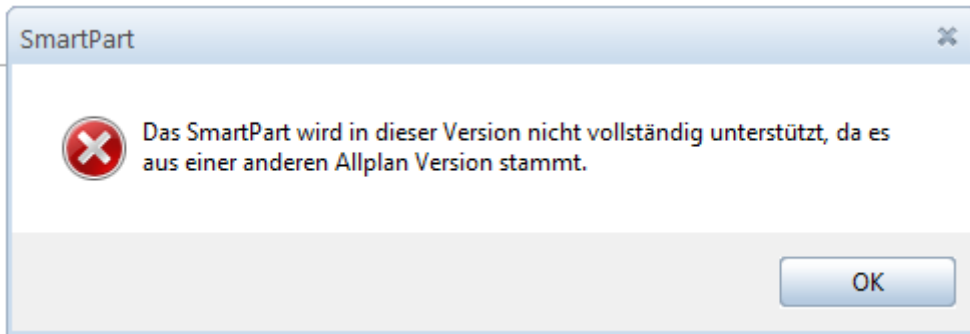 SmartPart
Das SmartPart wird in dieser Version nicht vollständig unterstützt, da es
aus einer anderen Allplan Version stammt.
OK